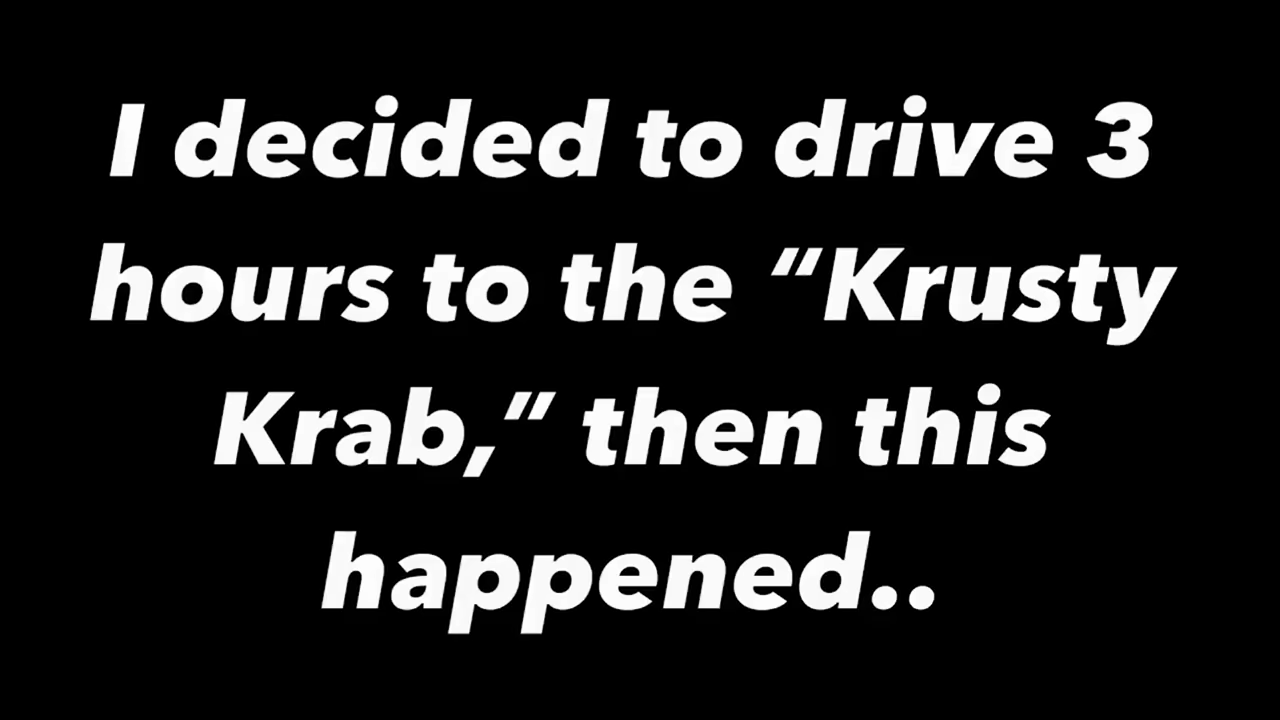 I decided to drive 3
hours to the “Krusty
Krab,” then this
happened..